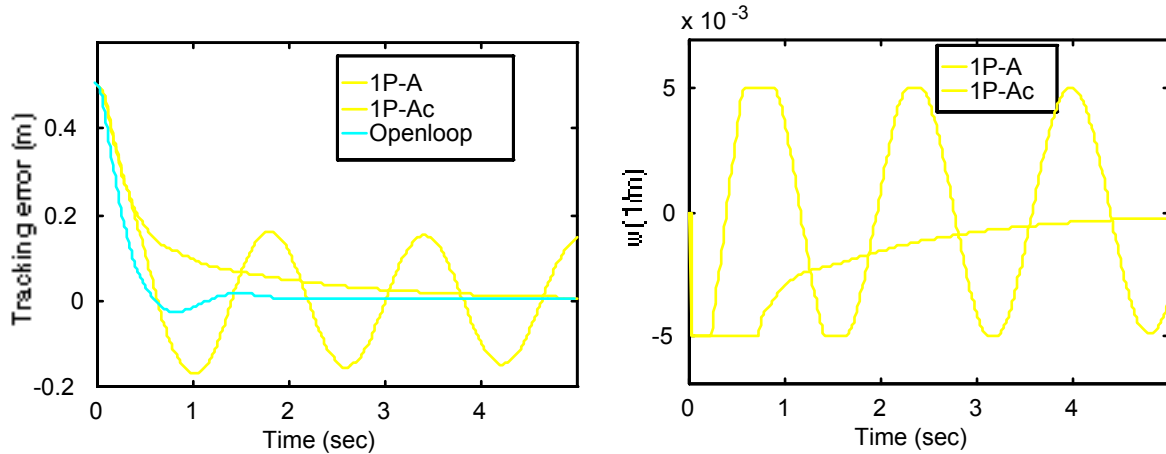 1P-A
1P-Ac
Openloop
Tracking error (m)
0.4
0.2
0
-0.2
0
1
2
3
4
Time (sec)
x 10 -3
1P-A
1P-Ac
w (1/m)
5
0
-5
0
1
2
3
4
Time (sec)